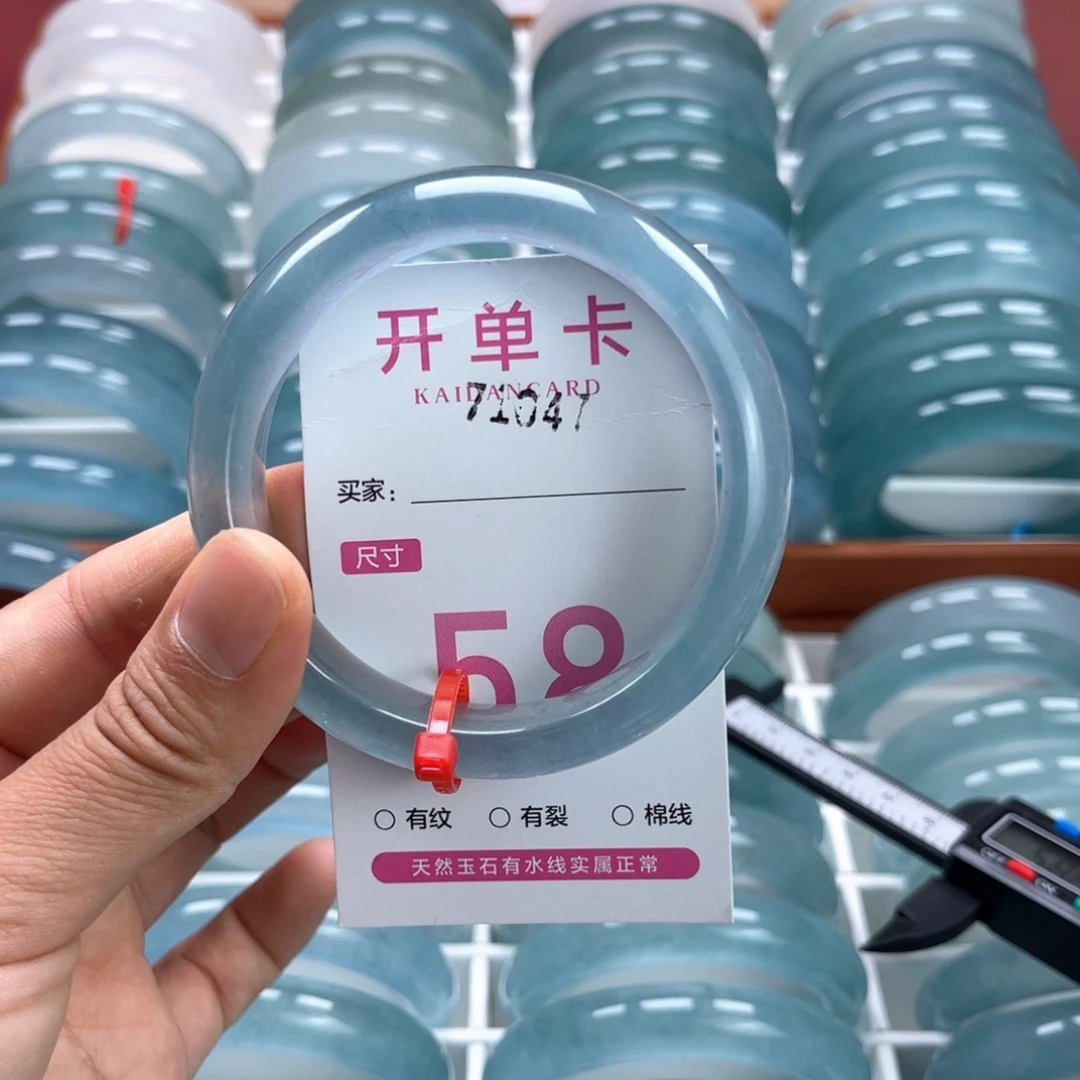 开单卡
KAIDANCARD
71047
买家：
尺寸
58
○ 有纹 ○ 有裂 ○ 棉线
天然玉石有水线实属正常